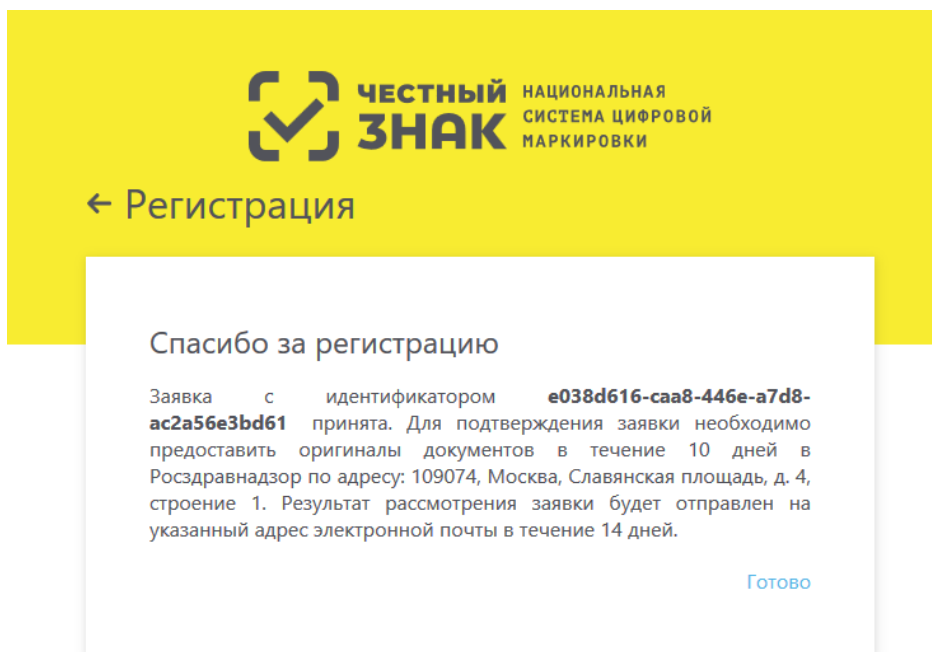 ЧЕСТНЫЙ
ЗНАК
НАЦИОНАЛЬНАЯ
СИСТЕМА ЦИФРОВОЙ
МАРКИРОВКИ
← Регистрация
Спасибо за регистрацию
Заявка с идентификатором e038d616-caa8-446e-a7d8-
ac2a56e3bd61 принята. Для подтверждения заявки необходимо
предоставить оригиналы документов в течение 10 дней в
Росздравнадзор по адресу: 109074, Москва, Славянская площадь, д. 4,
строение 1. Результат рассмотрения заявки будет отправлен на
указанный адрес электронной почты в течение 14 дней.
Готово